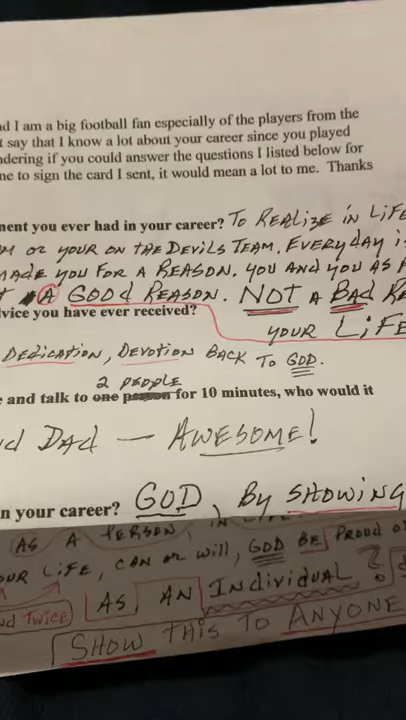 nd I am a big football fan especially of the players from the
t say that I know a lot about your career since you played
ndering if you could answer the questions I listed below for
ne to sign the card I sent, it would mean a lot to me. Thanks
nent you ever had in your career? To REALIZE IN LIFE
M OR YOUR ON THE DEVILS TEAM. EVERYDAY i
MADE YOU FOR A REASON. YOU AND YOU AS
A GOOD REASON. NOT A BAD RE
vice you have ever received?
YOUR LiFE
DEDICATION, DEVOTION BACK TO GOD.
2 PEOPLE
e and talk to one person for 10 minutes, who would it
d DAD — AWESOME!
n your career? GOD, By SHOWING
AS A PERSON, IN
OUR LiFE, CAN OR WILL, GOD BE PROUD O
AS AN INDIVIDUAL ?
nd TWICE
SHOW THIS TO ANYONE